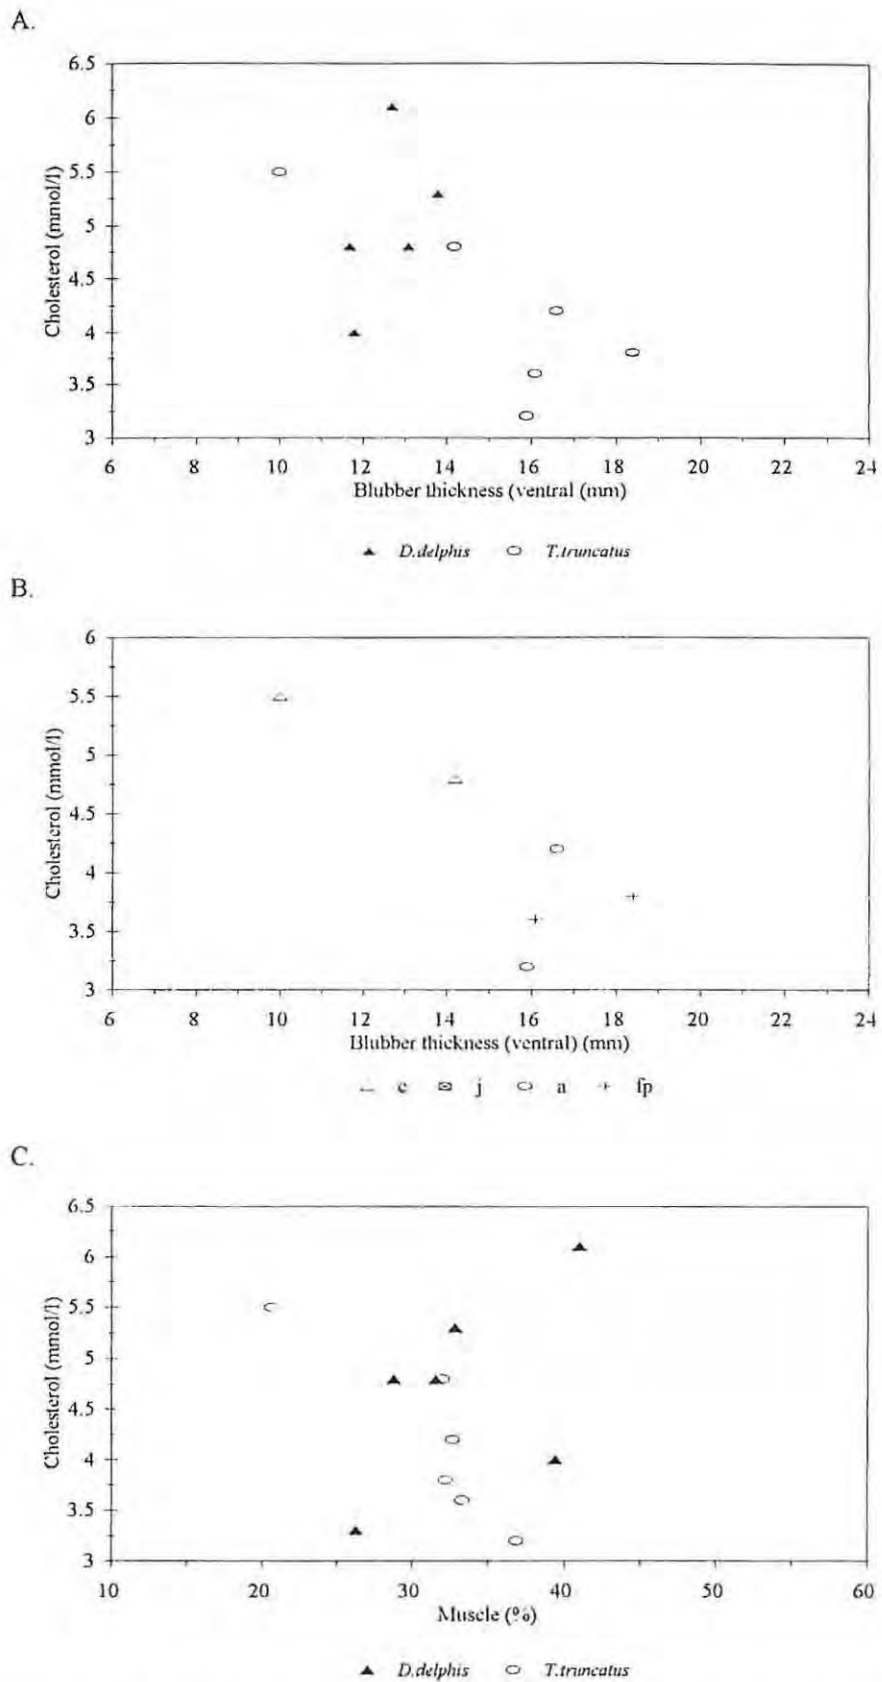 A.
6.5
6
5.5
5
4.5
4
3.5
3
Cholesterol (mmol/l)
6 8 10 12 14 16 18 20 22 24
Blubber thickness (ventral (mm)
D.delphis T.truncatus
B.
6
5.5
5
4.5
4
3.5
3
Cholesterol (mmol/l)
6 8 10 12 14 16 18 20 22 24
Blubber thickness (ventral) (mm)
c j a fp
C.
6.5
6
5.5
5
4.5
4
3.5
3
Cholesterol (mmol/l)
10 20 30 40 50 60
Muscle (%)
D.delphis T.truncatus